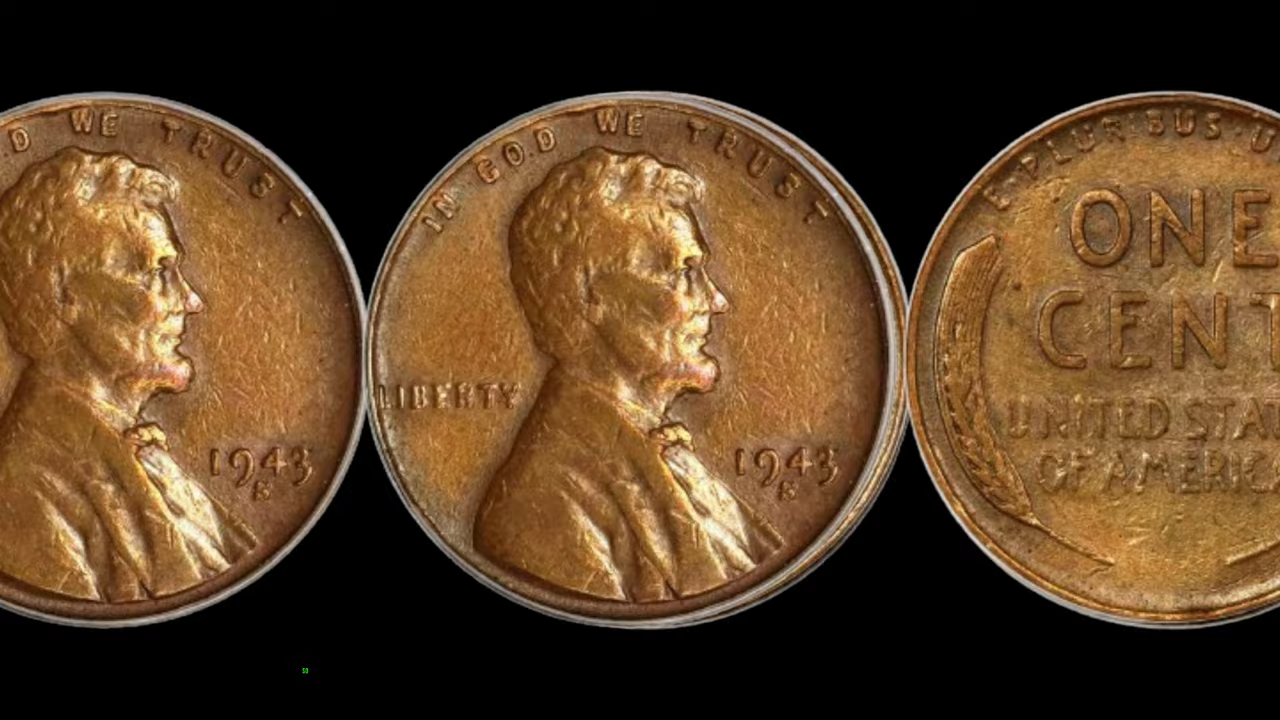 D WE TRUST
1943
S
IN GOD WE TRUST
LIBERTY
1943
S
E·PLURIBUS·U
ONE
CENT
UNITED STAT
OF AMERICA